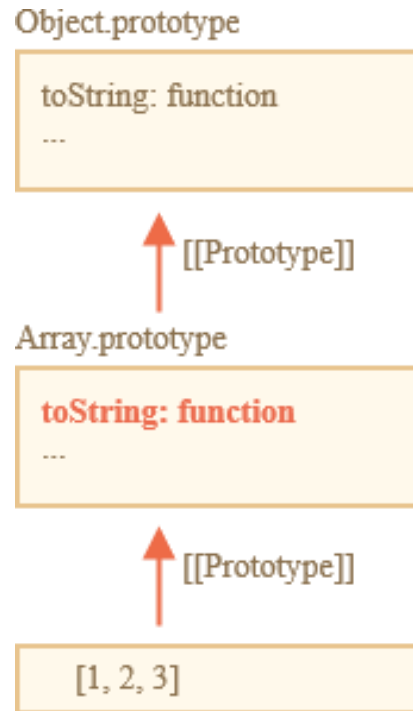 Object.prototype
toString: function
...
[[Prototype]]
Array.prototype
toString: function
...
[[Prototype]]
[1, 2, 3]